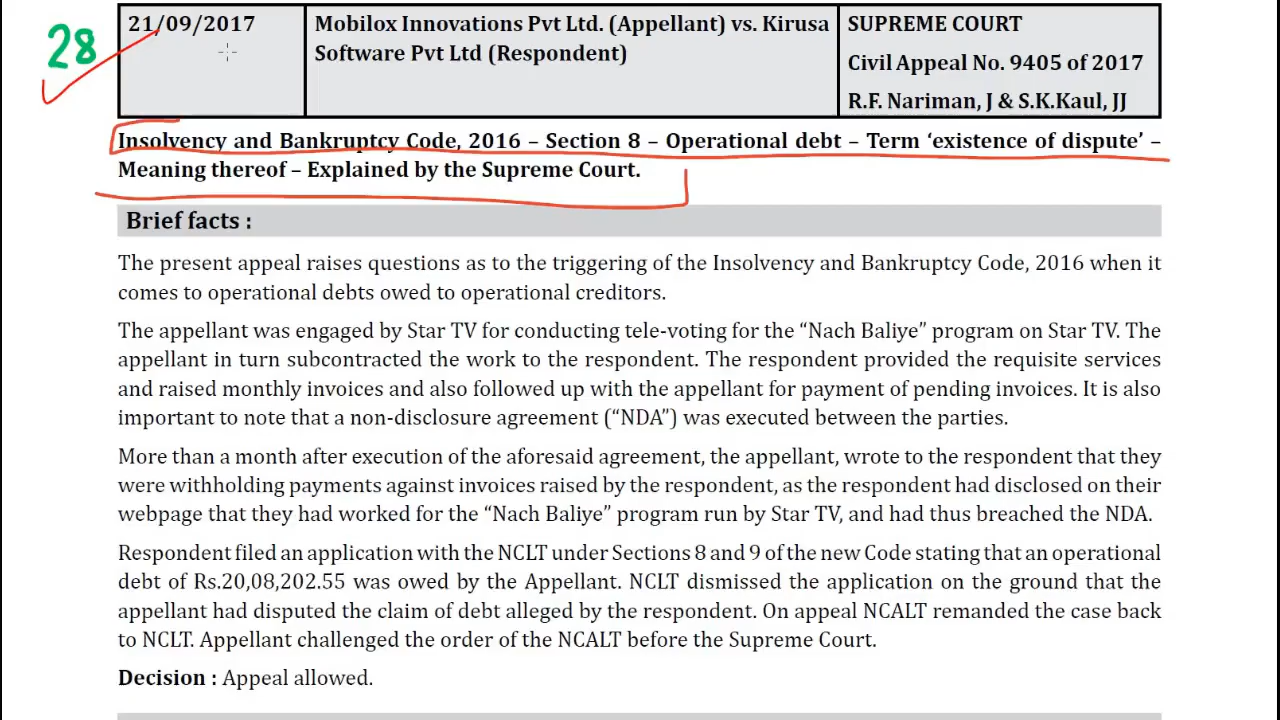 28
21/09/2017
Mobilox Innovations Pvt Ltd. (Appellant) vs. Kirusa
Software Pvt Ltd (Respondent)
SUPREME COURT
Civil Appeal No. 9405 of 2017
R.F. Nariman, J & S.K.Kaul, JJ
Insolvency and Bankruptcy Code, 2016 – Section 8 – Operational debt – Term ‘existence of dispute’ –
Meaning thereof – Explained by the Supreme Court.
Brief facts :
The present appeal raises questions as to the triggering of the Insolvency and Bankruptcy Code, 2016 when it
comes to operational debts owed to operational creditors.
The appellant was engaged by Star TV for conducting tele-voting for the “Nach Baliye” program on Star TV. The
appellant in turn subcontracted the work to the respondent. The respondent provided the requisite services
and raised monthly invoices and also followed up with the appellant for payment of pending invoices. It is also
important to note that a non-disclosure agreement (“NDA”) was executed between the parties.
More than a month after execution of the aforesaid agreement, the appellant, wrote to the respondent that they
were withholding payments against invoices raised by the respondent, as the respondent had disclosed on their
webpage that they had worked for the “Nach Baliye” program run by Star TV, and had thus breached the NDA.
Respondent filed an application with the NCLT under Sections 8 and 9 of the new Code stating that an operational
debt of Rs.20,08,202.55 was owed by the Appellant. NCLT dismissed the application on the ground that the
appellant had disputed the claim of debt alleged by the respondent. On appeal NCALT remanded the case back
to NCLT. Appellant challenged the order of the NCALT before the Supreme Court.
Decision : Appeal allowed.